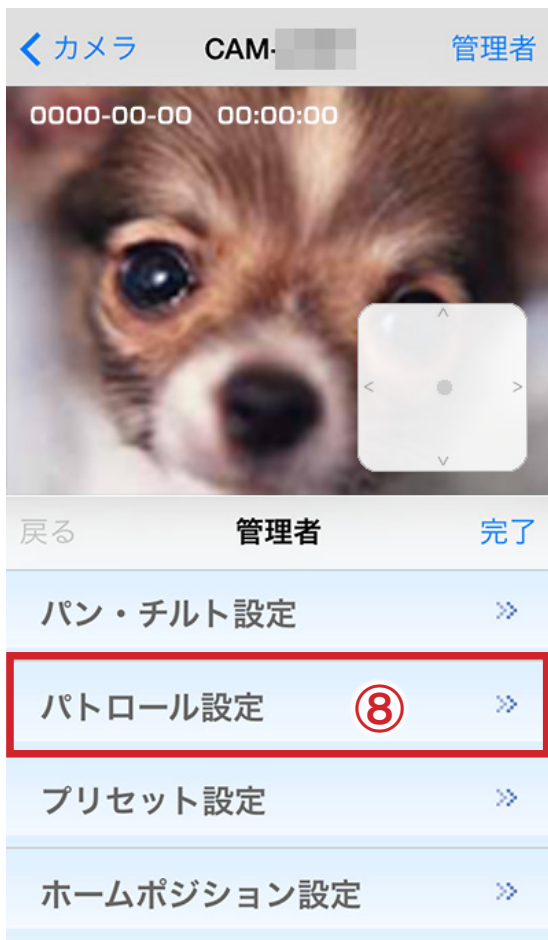 カメラ CAM- 管理者
0000-00-00 00:00:00
戻る 管理者 完了
パン・チルト設定
パトロール設定 ⑧
プリセット設定
ホームポジション設定